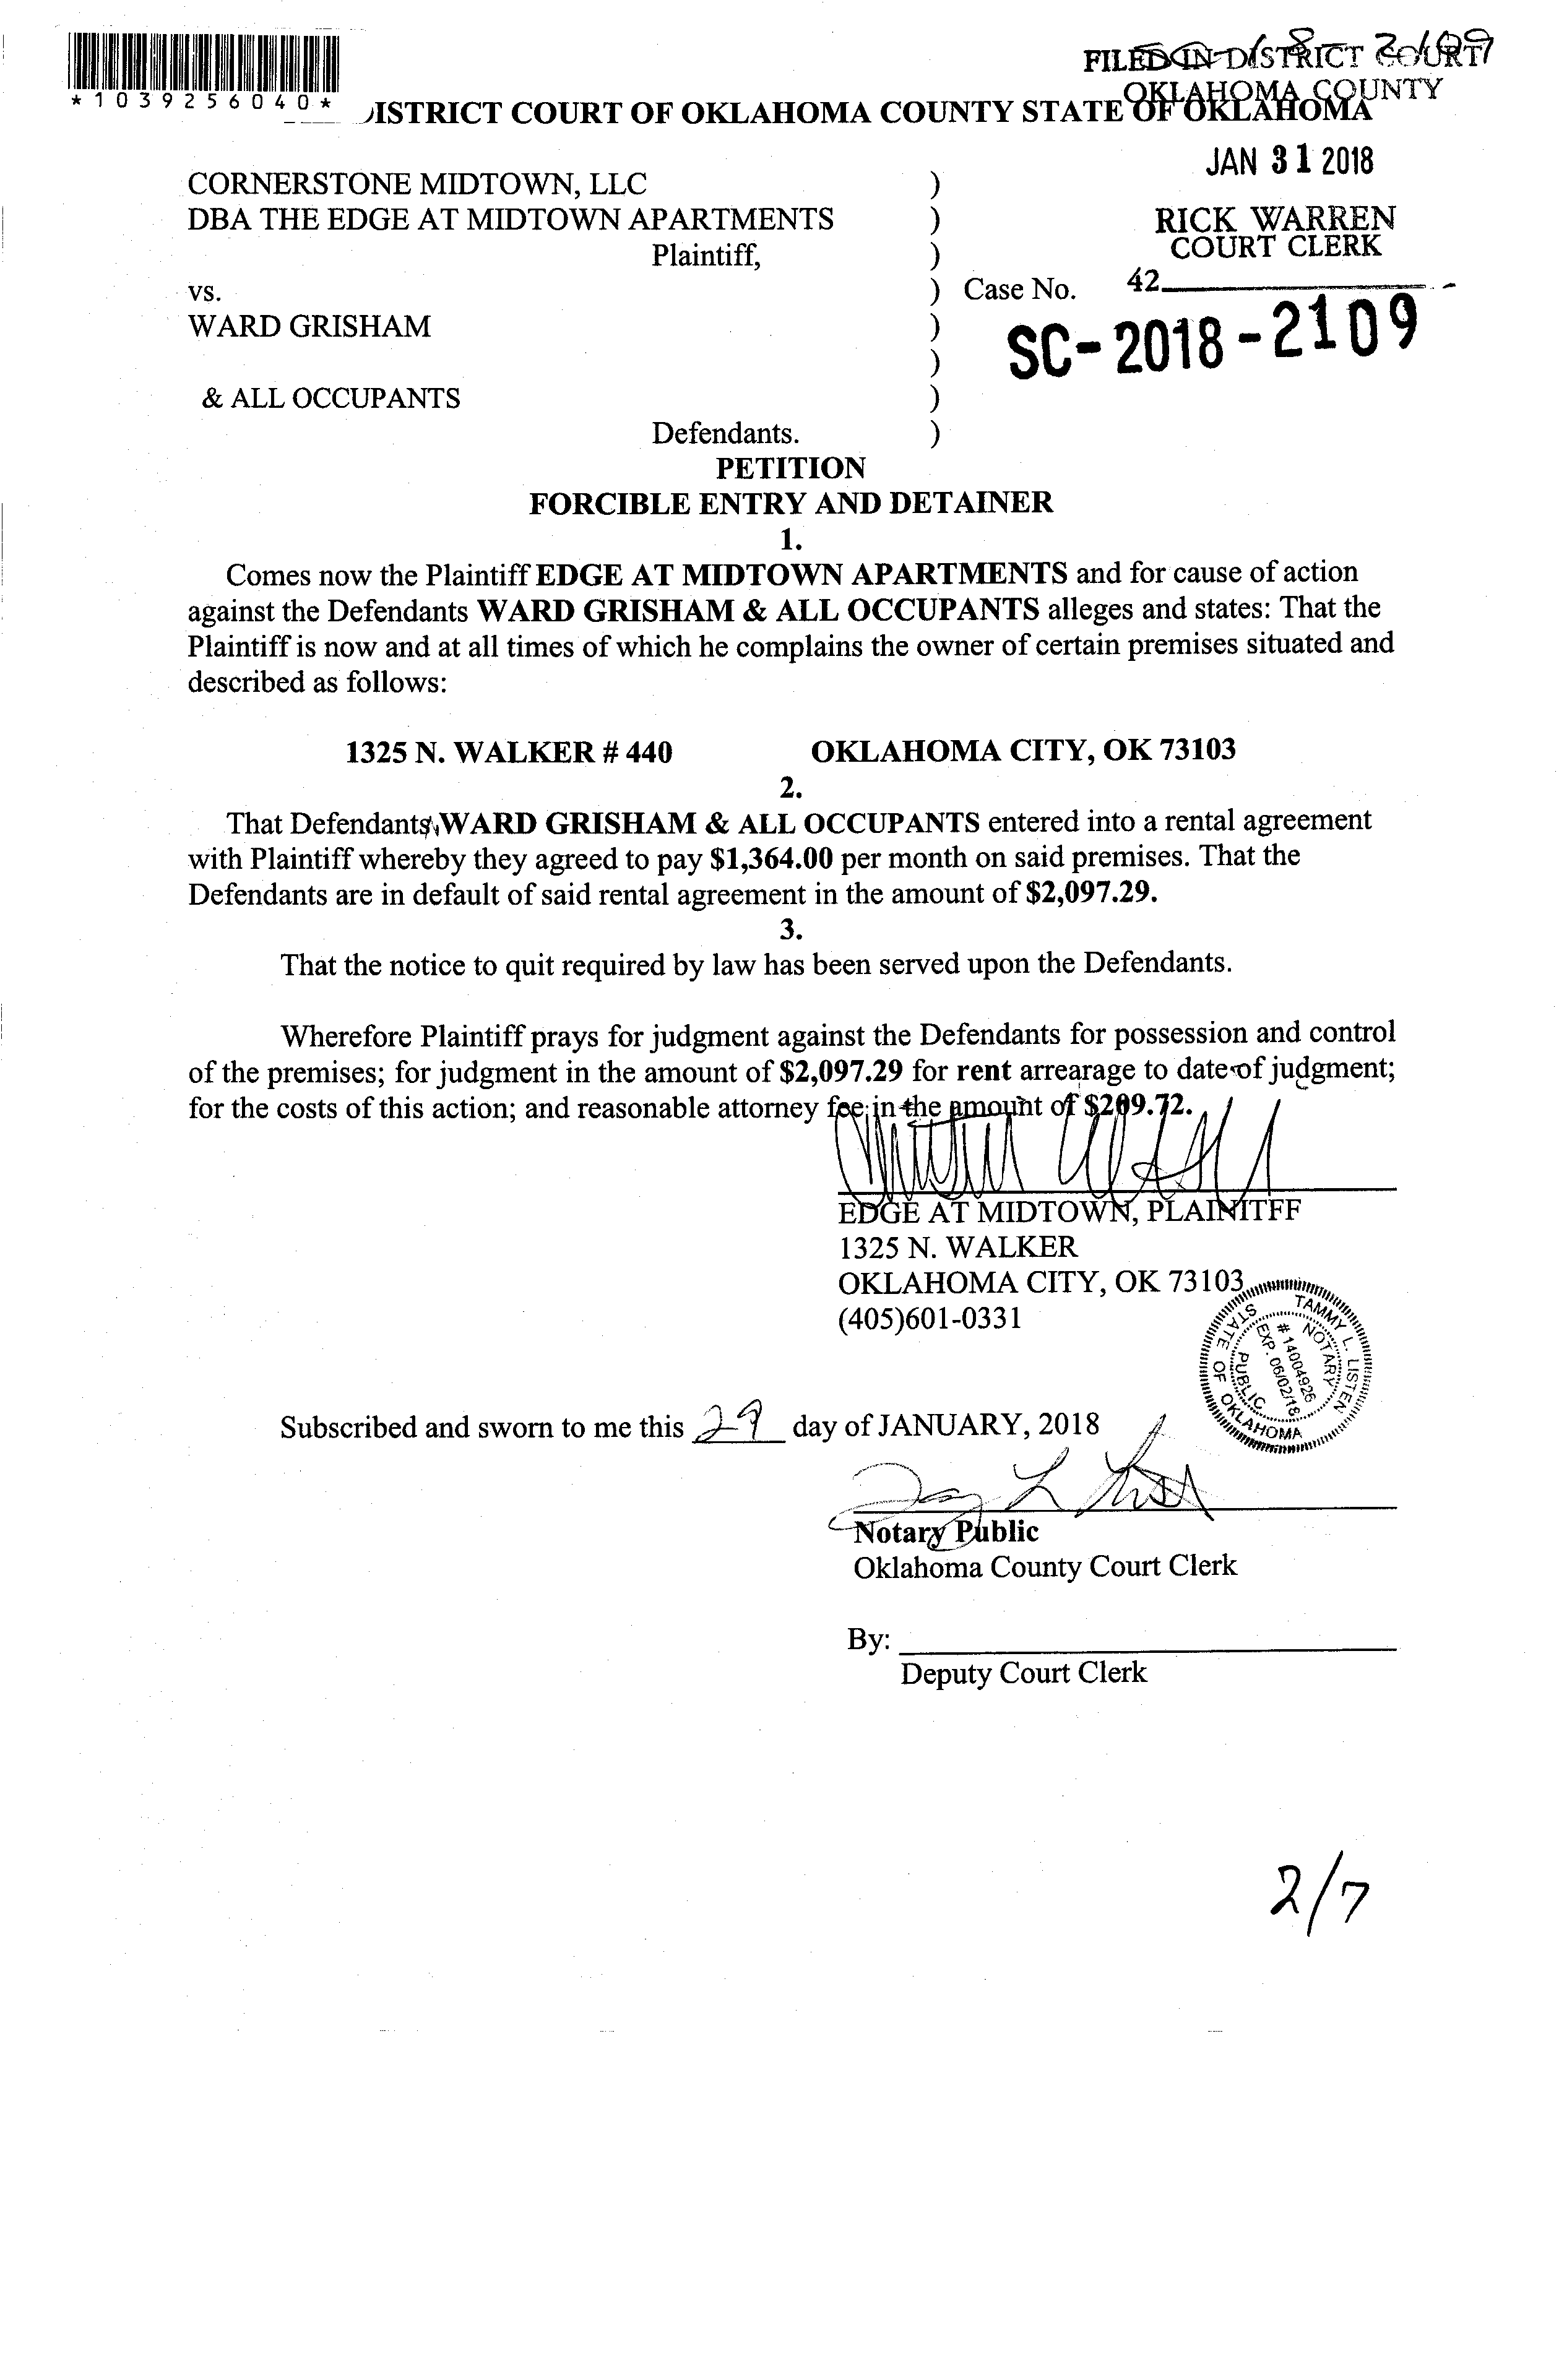 *1039256040*
FILED IN DISTRICT COURT
OKLAHOMA COUNTY
ISTRICT COURT OF OKLAHOMA COUNTY STATE OF OKLAHOMA
JAN 31 2018
RICK WARREN
COURT CLERK
42
CORNERSTONE MIDTOWN, LLC )
DBA THE EDGE AT MIDTOWN APARTMENTS )
Plaintiff, )
vs. ) Case No.
SC-2018-2109
WARD GRISHAM )
)
& ALL OCCUPANTS )
Defendants. )
PETITION
FORCIBLE ENTRY AND DETAINER
1.
Comes now the Plaintiff EDGE AT MIDTOWN APARTMENTS and for cause of action
against the Defendants WARD GRISHAM & ALL OCCUPANTS alleges and states: That the
Plaintiff is now and at all times of which he complains the owner of certain premises situated and
described as follows:
1325 N. WALKER # 440 OKLAHOMA CITY, OK 73103
2.
That Defendants WARD GRISHAM & ALL OCCUPANTS entered into a rental agreement
with Plaintiff whereby they agreed to pay $1,364.00 per month on said premises. That the
Defendants are in default of said rental agreement in the amount of $2,097.29.
3.
That the notice to quit required by law has been served upon the Defendants.
Wherefore Plaintiff prays for judgment against the Defendants for possession and control
of the premises; for judgment in the amount of $2,097.29 for rent arrearage to date of judgment;
for the costs of this action; and reasonable attorney fee in the amount of $209.72.
EDGE AT MIDTOWN, PLAINITFF
1325 N. WALKER
OKLAHOMA CITY, OK 73103
(405)601-0331
TAMMY L. LISTEN
NOTARY PUBLIC
# 14004926
EXP. 06/02/18
STATE OF OKLAHOMA
Subscribed and sworn to me this 29 day of JANUARY, 2018
Notary Public
Oklahoma County Court Clerk
By:
Deputy Court Clerk
2/7